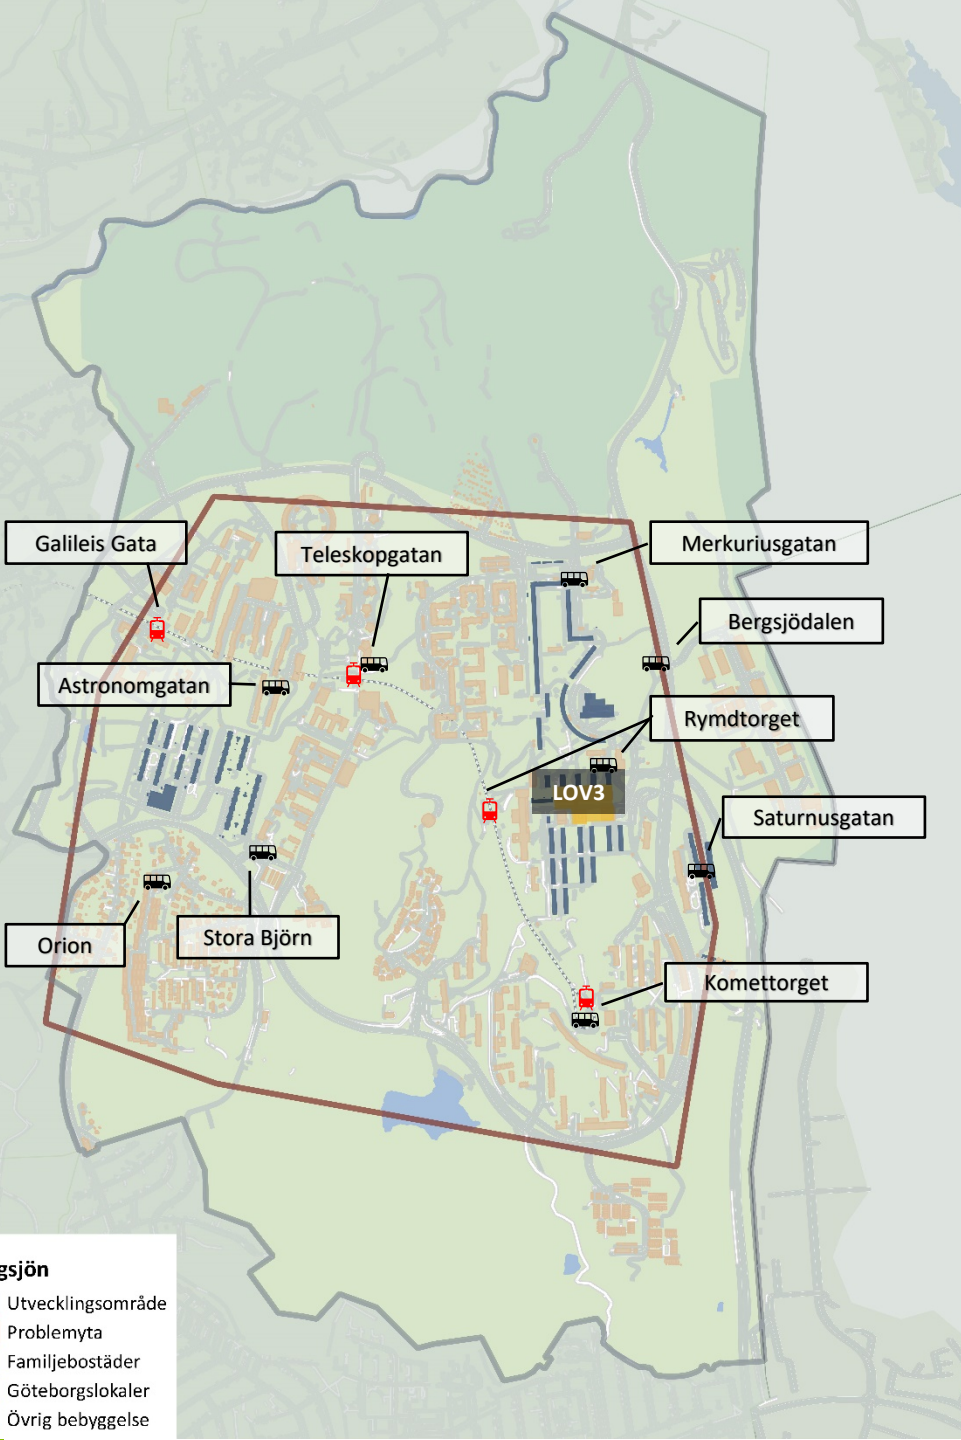 Galileis Gata
Teleskopgatan
Merkuriusgatan
Bergsjödalen
Astronomgatan
Rymdtorget
LOV3
Saturnusgatan
Orion
Stora Björn
Komettorget
gsjön
Utvecklingsområde
Problemyta
Familjebostäder
Göteborgslokaler
Övrig bebyggelse